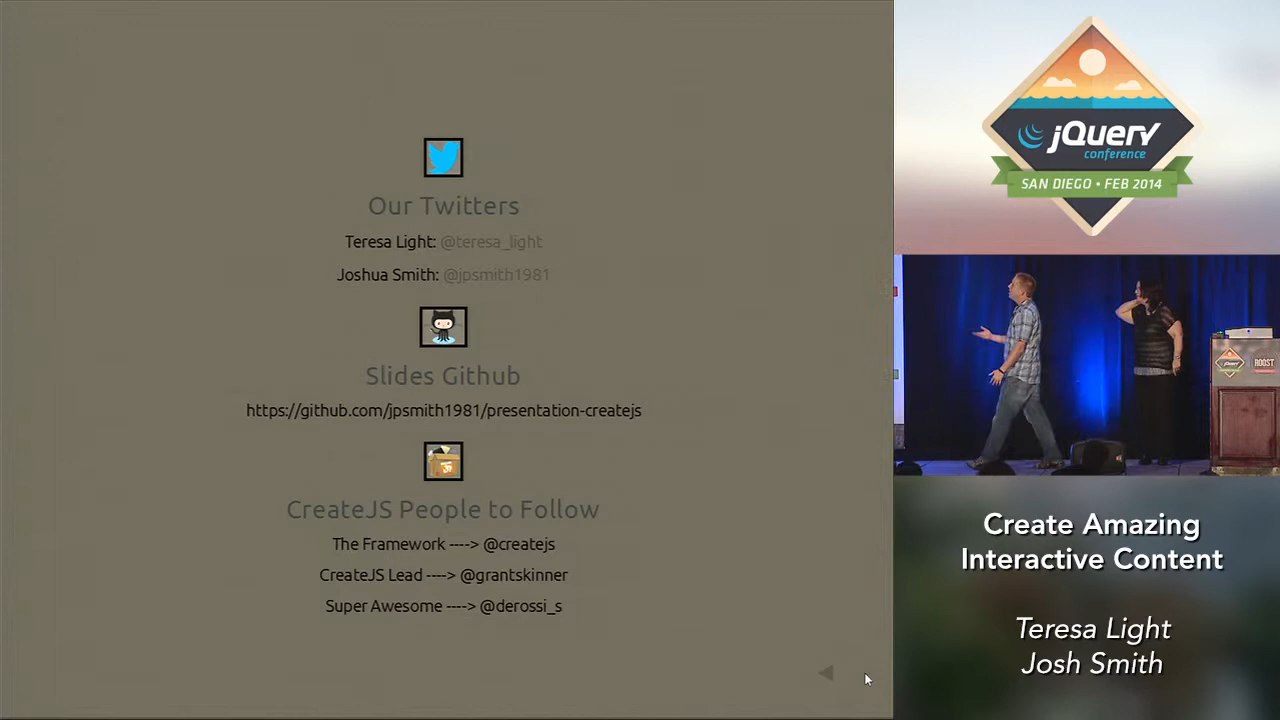 Our Twitters
Teresa Light: @teresa_light
Joshua Smith: @jpsmith1981
Slides Github
https://github.com/jpsmith1981/presentation-createjs
CreateJS People to Follow
The Framework ----> @createjs
CreateJS Lead ----> @grantskinner
Super Awesome ----> @derossi_s
jQuery
conference
SAN DIEGO • FEB 2014
jQuery
ROOST
Create Amazing
Interactive Content
Teresa Light
Josh Smith